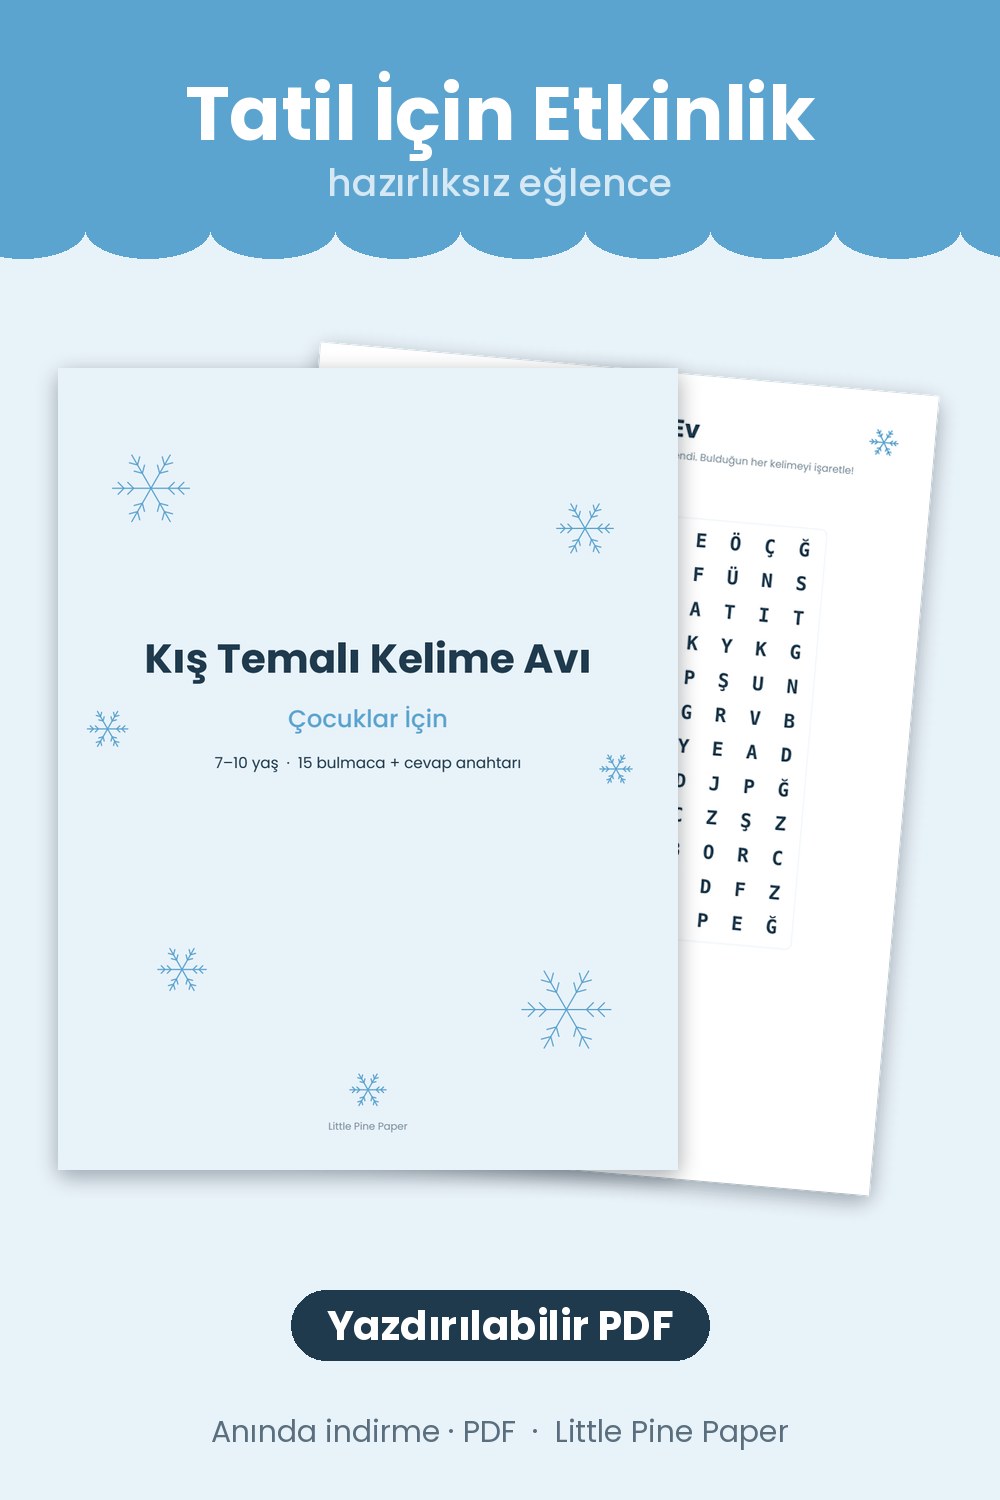 Tatil İçin Etkinlik
hazırlıksız eğlence
Ev
Bulduğun her kelimeyi işaretle!
Kış Temalı Kelime Avı
Çocuklar İçin
7–10 yaş · 15 bulmaca + cevap anahtarı
Little Pine Paper
E Ö Ç Ğ
F Ü N S
A T I T
K Y K G
P Ş U N
G R V B
Y E A D
J P Ğ
Z Ş Z
O R C
D F Z
P E Ğ
Yazdırılabilir PDF
Anında indirme · PDF · Little Pine Paper